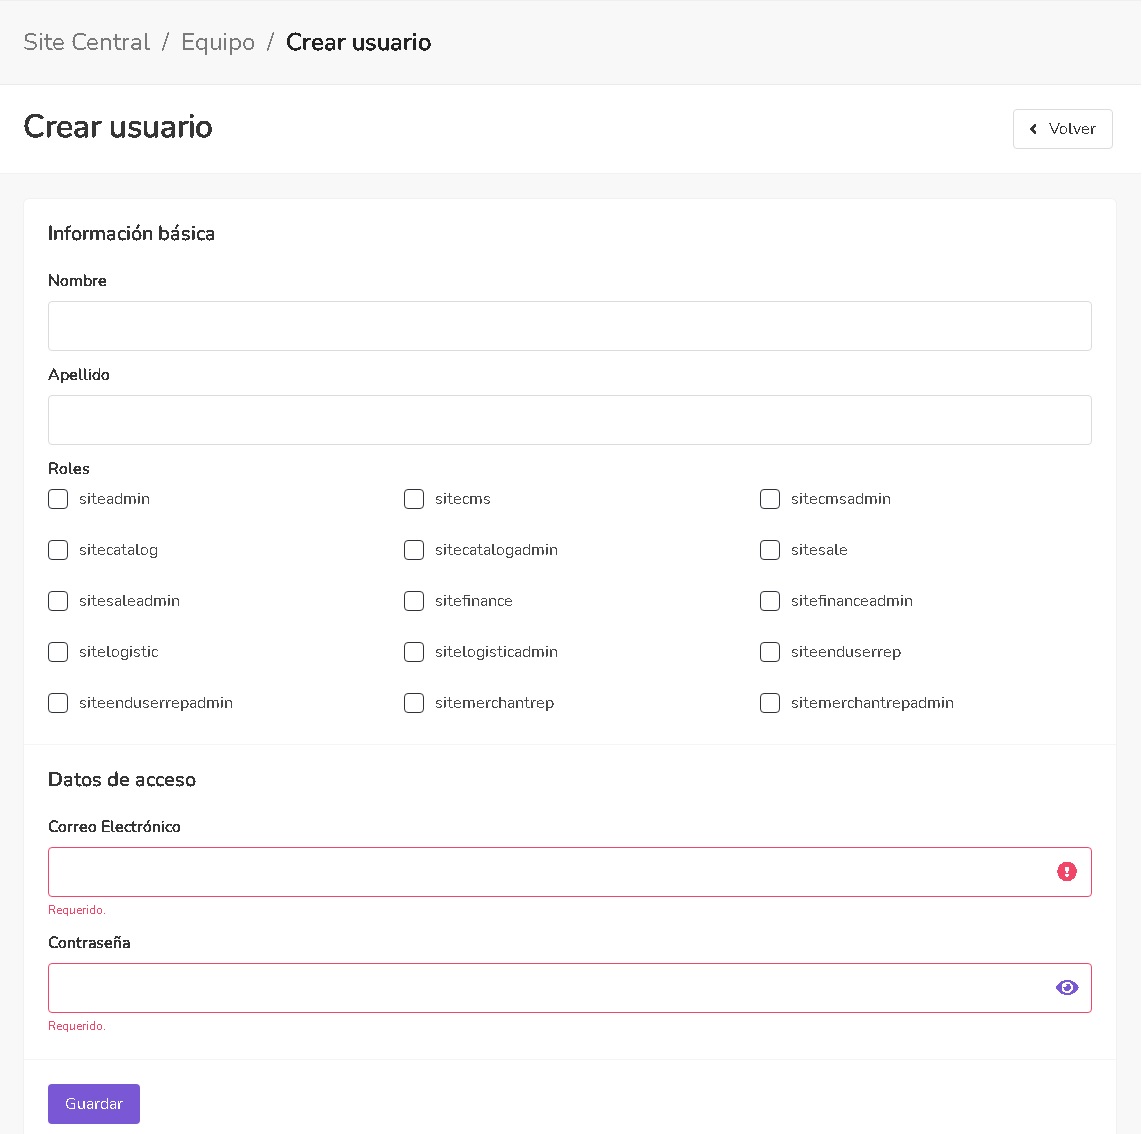 Site Central / Equipo / Crear usuario
Crear usuario
Volver
Información básica
Nombre
Apellido
Roles
siteadmin sitecms sitecmsadmin
sitecatalog sitecatalogadmin sitesale
sitesaleadmin sitefinance sitefinanceadmin
sitelogistic sitelogisticadmin siteenduserrep
siteenduserrepadmin sitemerchantrep sitemerchantrepadmin
Datos de acceso
Correo Electrónico
Requerido.
Contraseña
Requerido.
Guardar